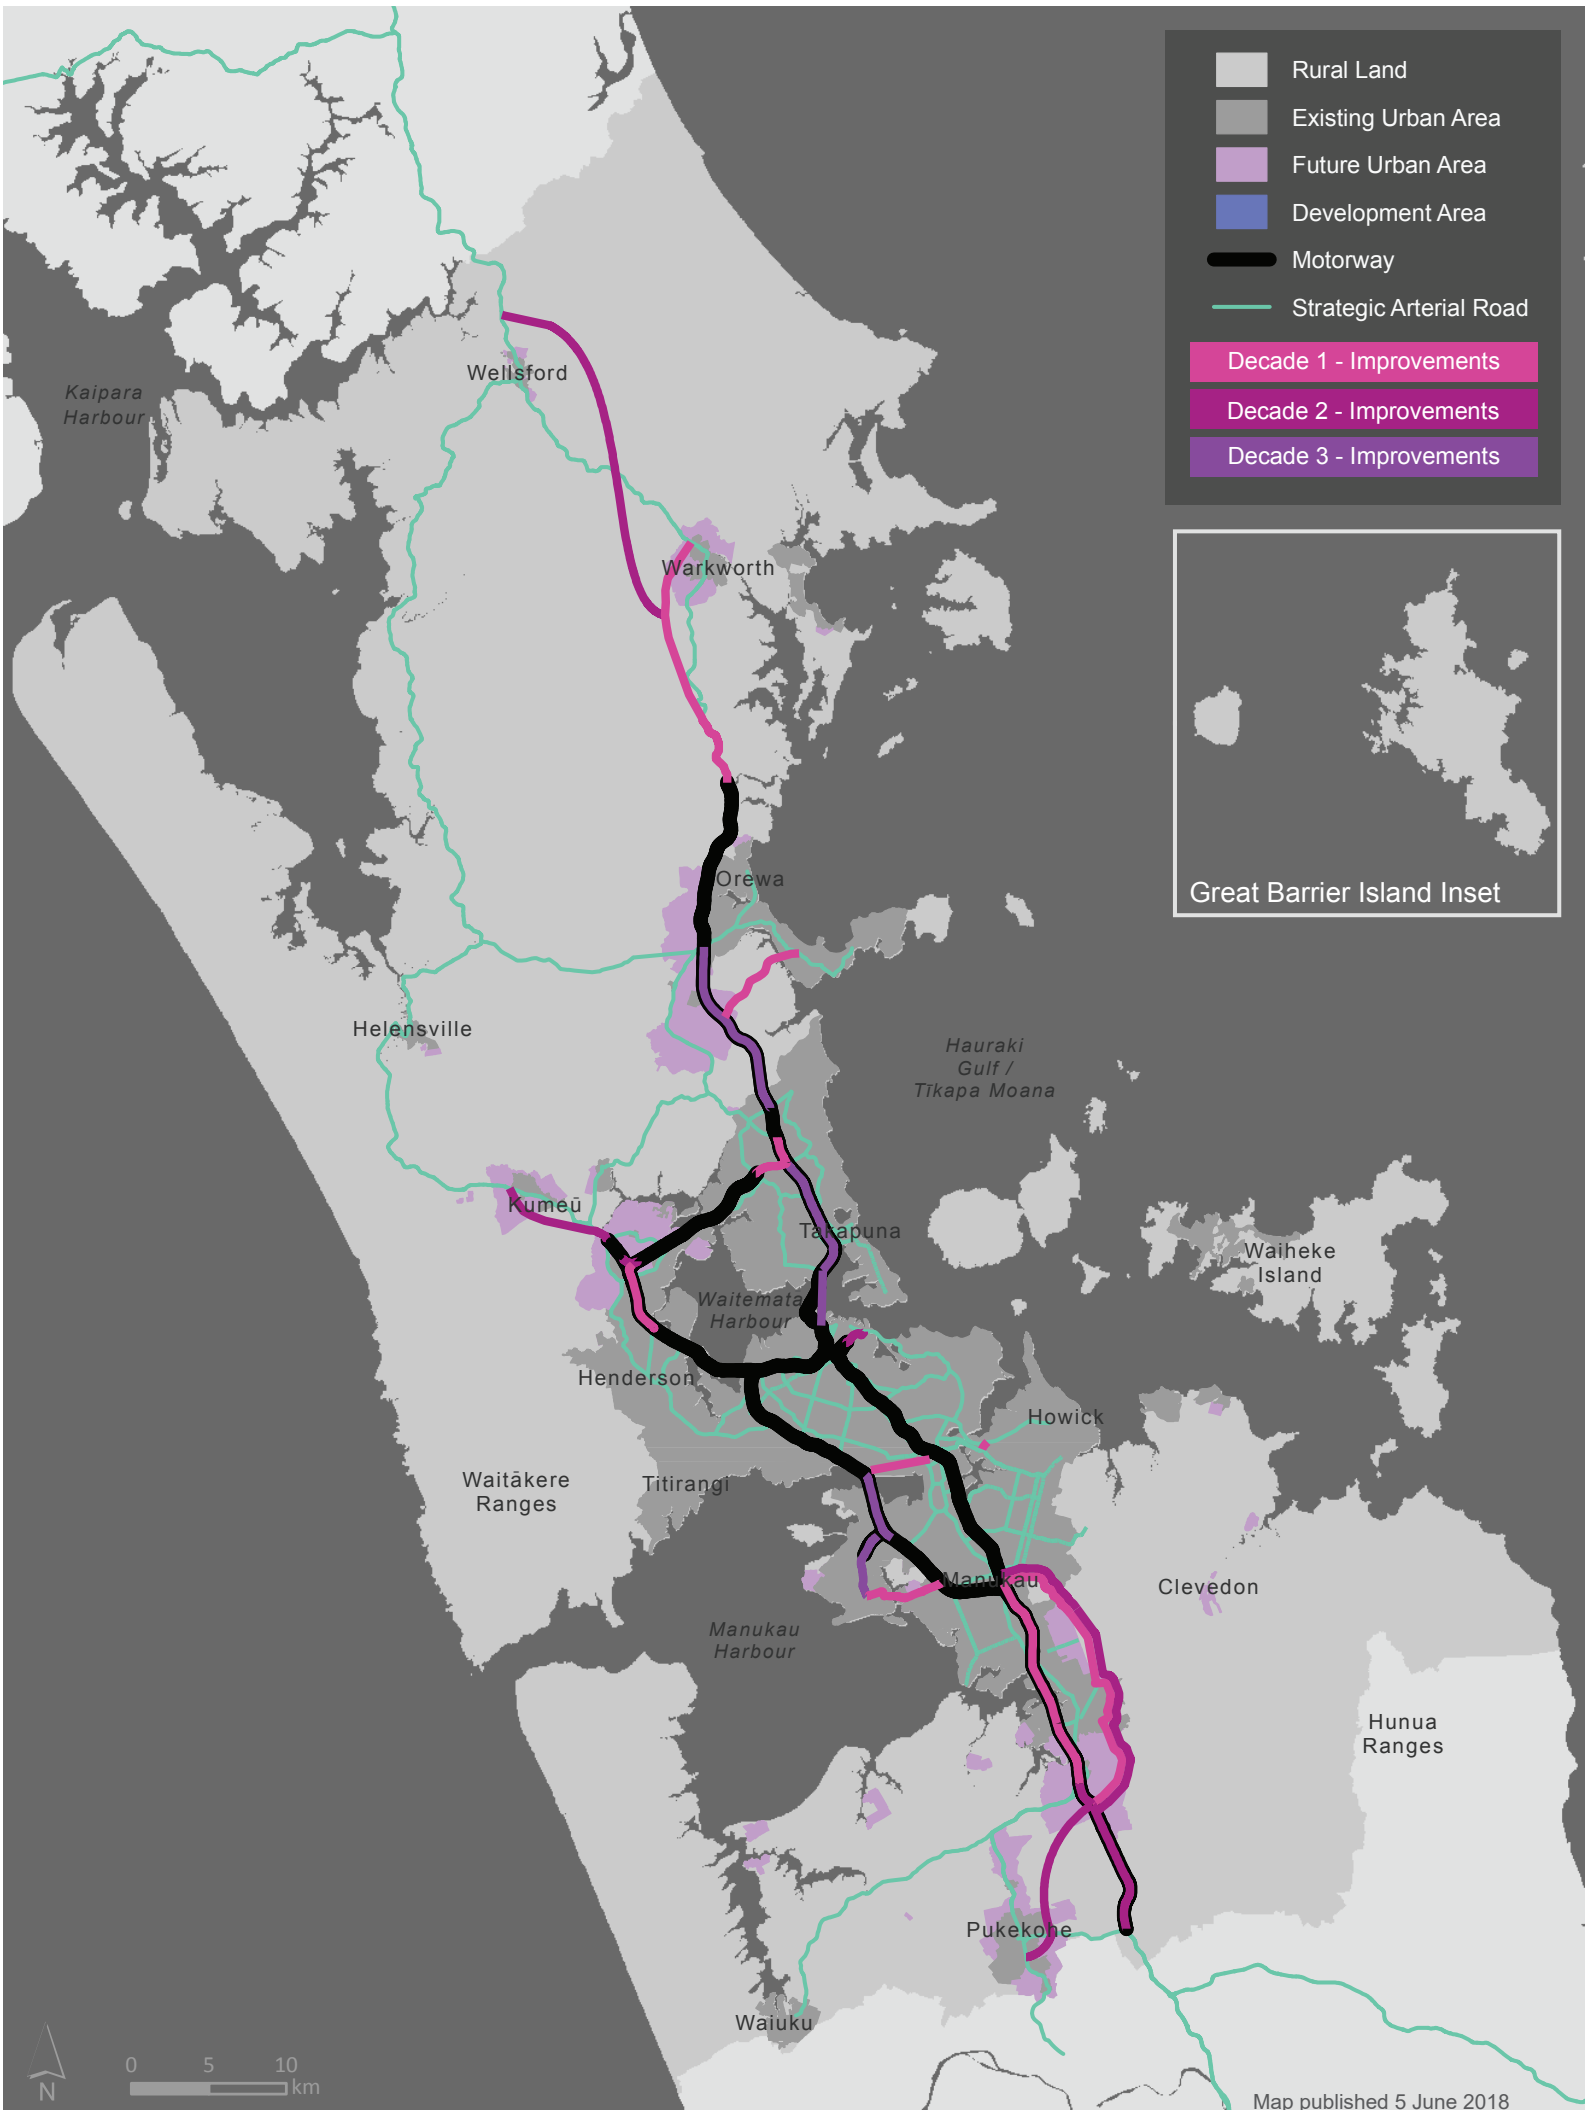 Rural Land
Existing Urban Area
Future Urban Area
Development Area
Motorway
Strategic Arterial Road
Decade 1 - Improvements
Decade 2 - Improvements
Decade 3 - Improvements
Wellsford
Kaipara
Harbour
Warkworth
Great Barrier Island Inset
Orewa
Helensville
Hauraki
Gulf /
Tīkapa Moana
Kumeū
Takapuna
Waiheke
Island
Waitemata
Harbour
Henderson
Howick
Waitākere
Ranges
Titirangi
Manukau
Clevedon
Manukau
Harbour
Hunua
Ranges
Pukekohe
Waiuku
N
0 5 10
km
Map published 5 June 2018